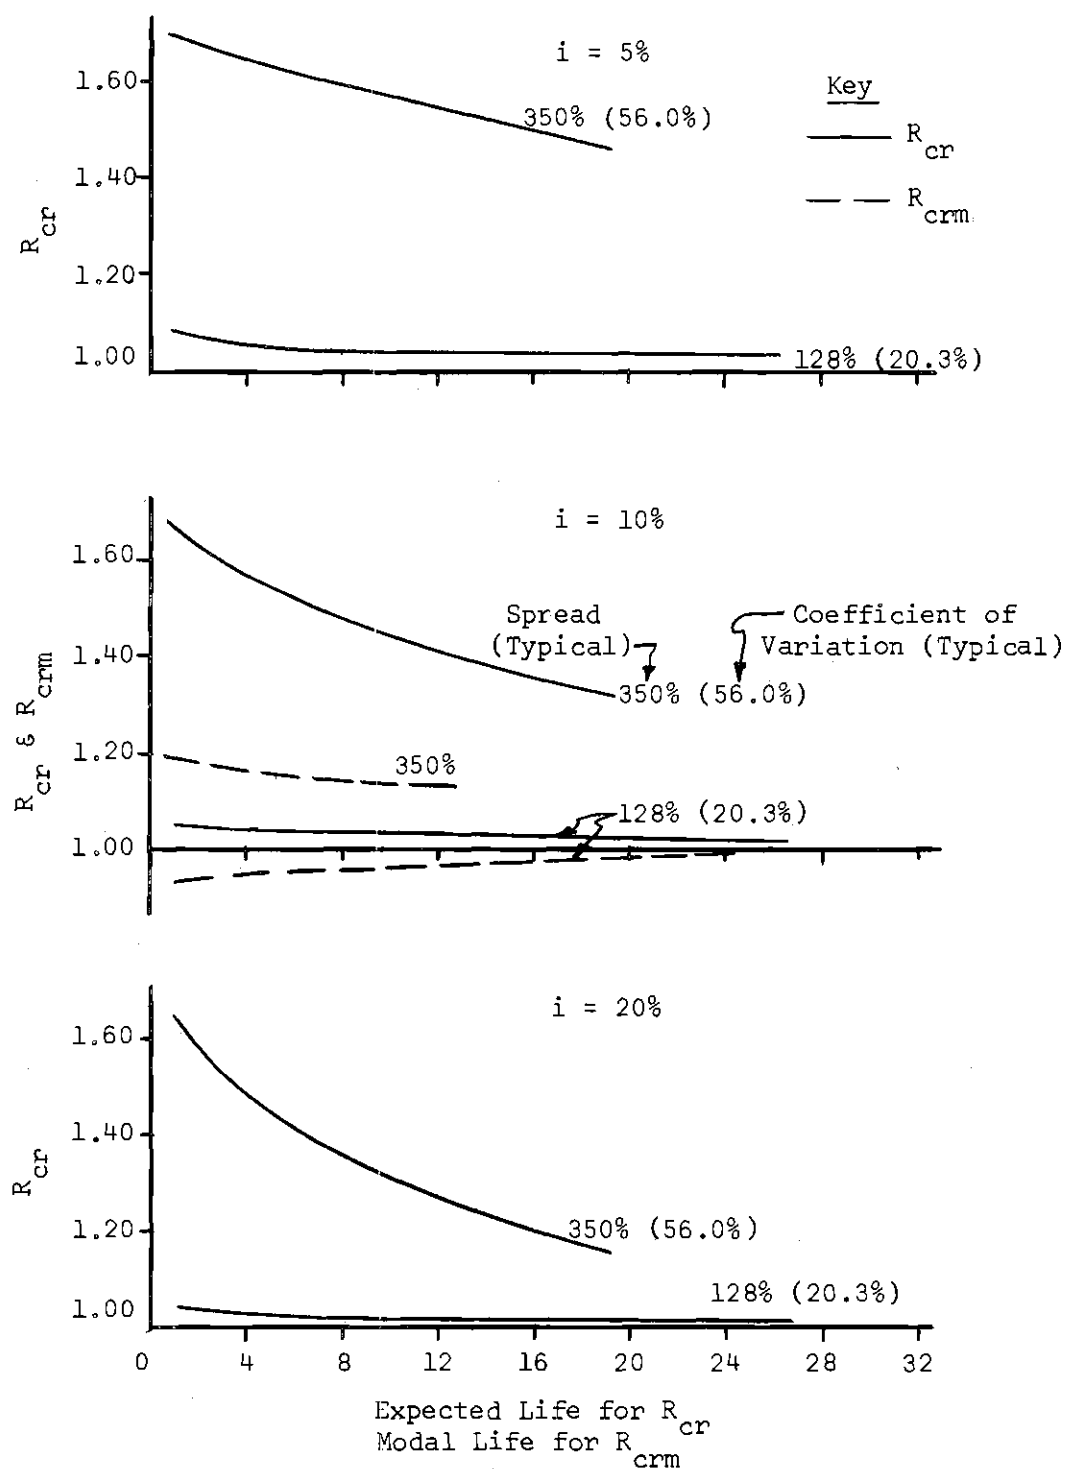 i = 5%
Key
R_cr
R_crm
1.60
1.40
1.20
1.00
R_cr
350% (56.0%)
128% (20.3%)
i = 10%
1.60
1.40
1.20
1.00
R_cr & R_crm
Spread
(Typical)
Coefficient of
Variation (Typical)
350% (56.0%)
350%
128% (20.3%)
i = 20%
1.60
1.40
1.20
1.00
R_cr
350% (56.0%)
128% (20.3%)
0 4 8 12 16 20 24 28 32
Expected Life for R_cr
Modal Life for R_crm